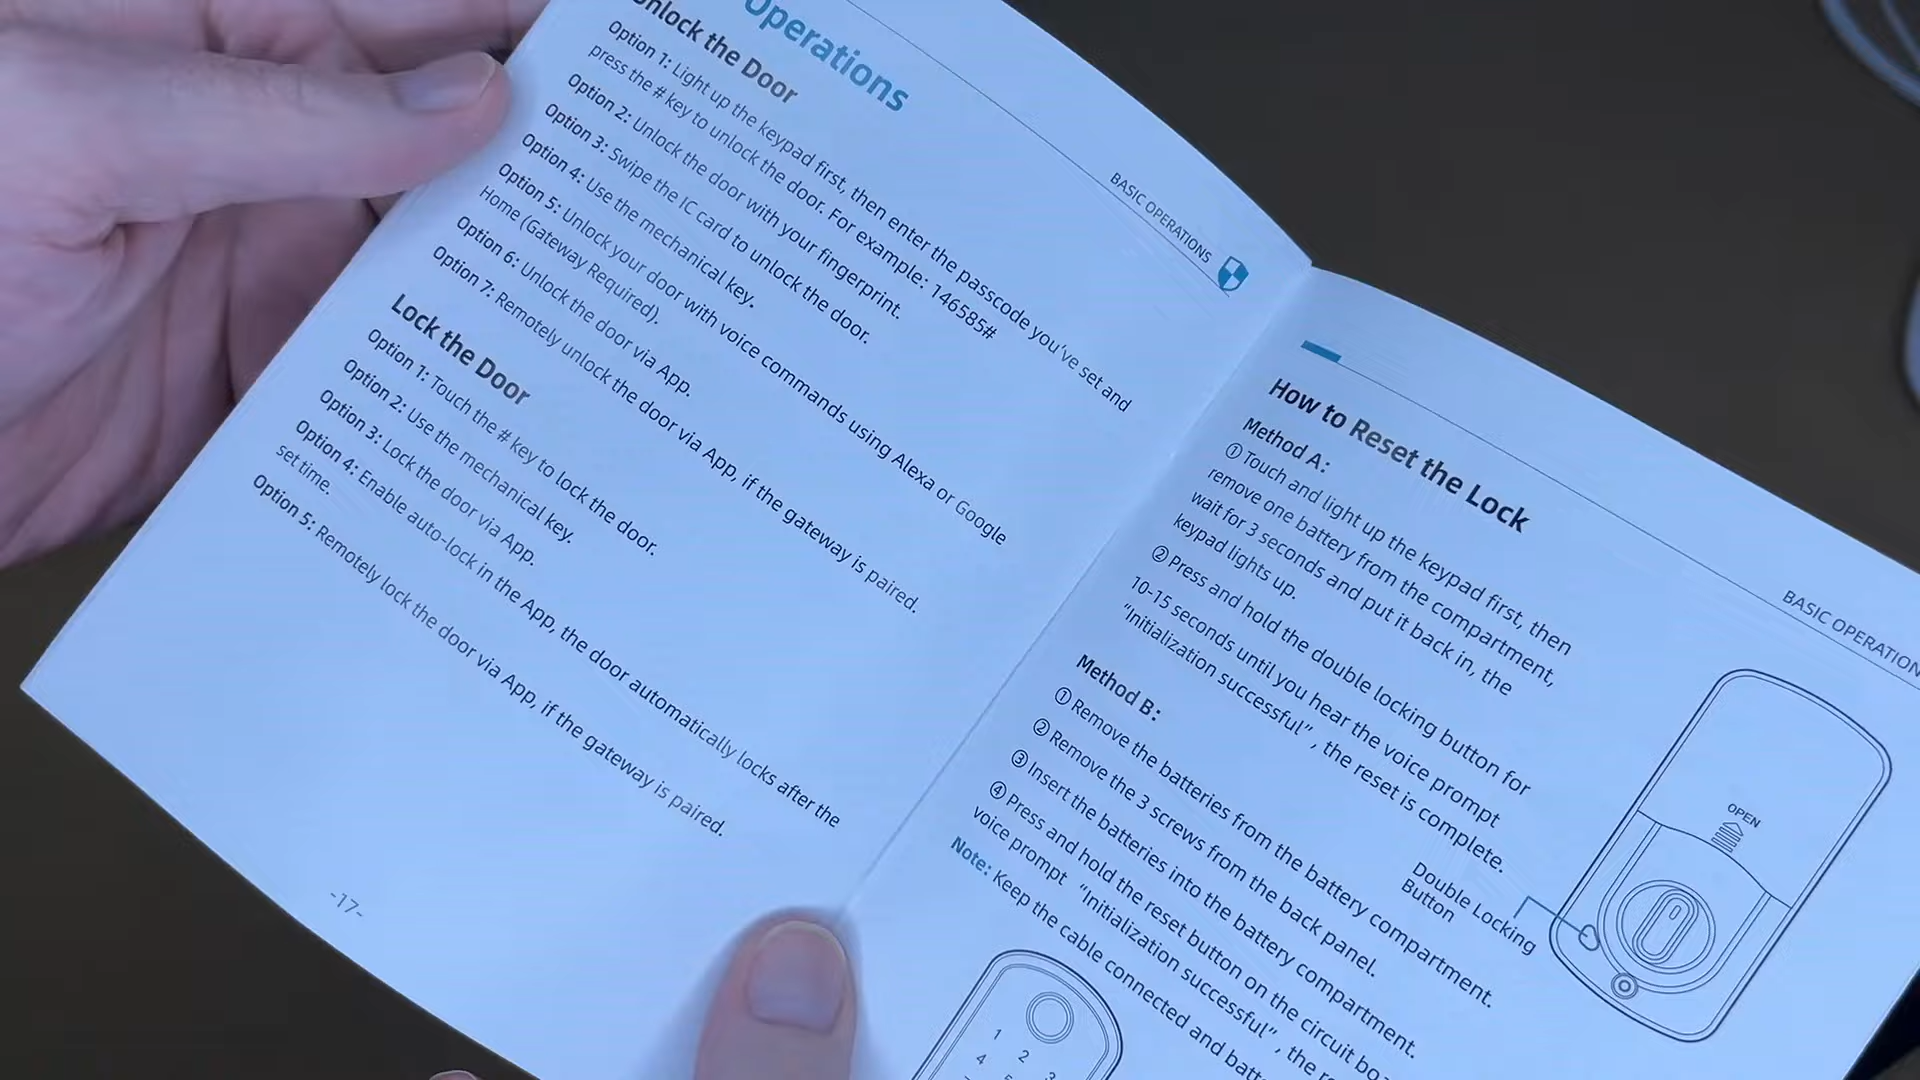 Operations
Unlock the Door
Option 1: Light up the keypad first, then enter the passcode you've set and
press the # key to unlock the door. For example: 146585#
Option 2: Unlock the door with your fingerprint.
Option 3: Swipe the IC card to unlock the door.
Option 4: Use the mechanical key.
Option 5: Unlock your door with voice commands using Alexa or Google
Home (Gateway Required).
Option 6: Unlock the door via App.
Option 7: Remotely unlock the door via App, if the gateway is paired.
Lock the Door
Option 1: Touch the # key to lock the door.
Option 2: Use the mechanical key.
Option 3: Lock the door via App.
Option 4: Enable auto-lock in the App, the door automatically locks after the
set time.
Option 5: Remotely lock the door via App, if the gateway is paired.
-17-
BASIC OPERATIONS
BASIC OPERATION
How to Reset the Lock
Method A:
① Touch and light up the keypad first, then
remove one battery from the compartment,
wait for 3 seconds and put it back in, the
keypad lights up.
② Press and hold the double locking button for
10-15 seconds until you hear the voice prompt
"Initialization successful", the reset is complete.
Method B:
① Remove the batteries from the battery compartment.
② Remove the 3 screws from the back panel.
③ Insert the batteries into the battery compartment.
④ Press and hold the reset button on the circuit
voice prompt "Initialization successful", the
Note: Keep the cable connected and
OPEN
Double Locking
Button
1 2 3
4